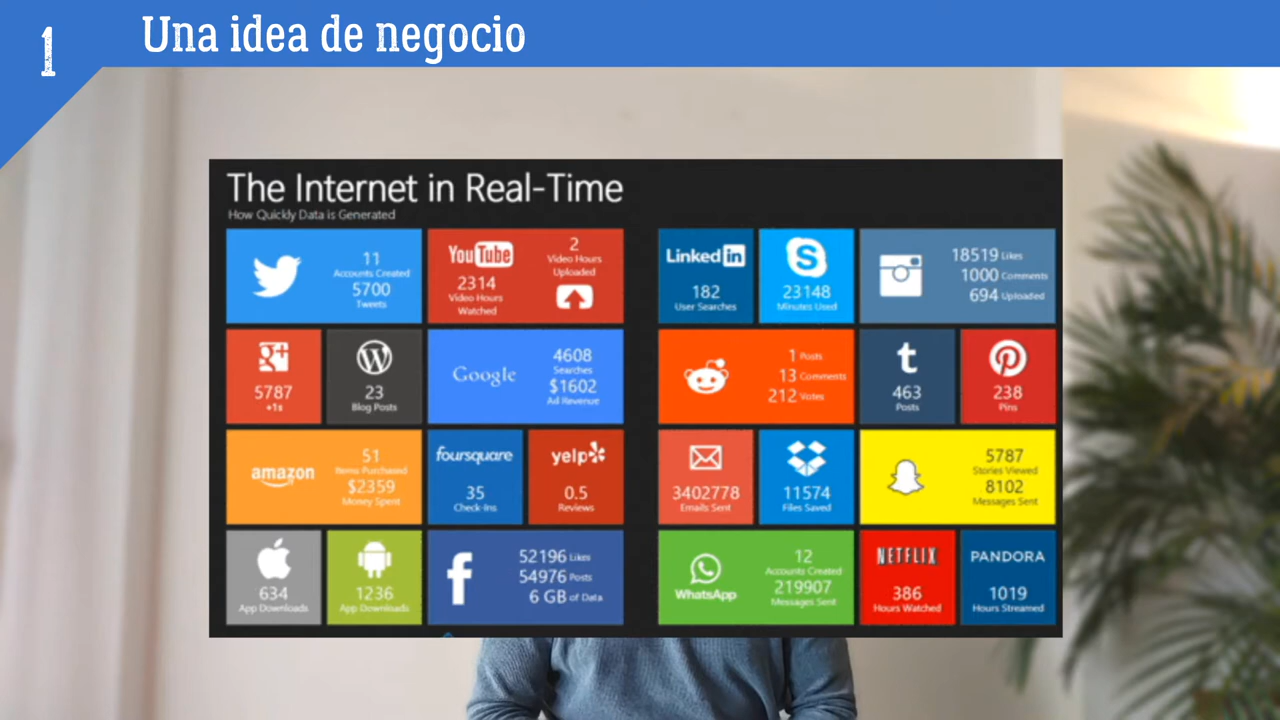 1
Una idea de negocio
The Internet in Real-Time
How Quickly Data is Generated
11
Accounts Created
5700
Tweets
YouTube
2314
Video Hours
Watched
2
Video Hours
Uploaded
LinkedIn
182
User Searches
23148
Minutes Used
18519 Likes
1000 Comments
694 Uploaded
5787
+1s
23
Blog Posts
Google
4608
Searches
$1602
Ad Revenue
1 Posts
13 Comments
212 Votes
463
Posts
238
Pins
amazon
51
Items Purchased
$2359
Money Spent
foursquare
35
Check-Ins
yelp
0.5
Reviews
3402778
Emails Sent
11574
Files Saved
5787
Stories Viewed
8102
Messages Sent
634
App Downloads
1236
App Downloads
52196 Likes
54976 Posts
6 GB of Data
WhatsApp
12
Accounts Created
219907
Messages Sent
NETFLIX
386
Hours Watched
PANDORA
1019
Hours Streamed